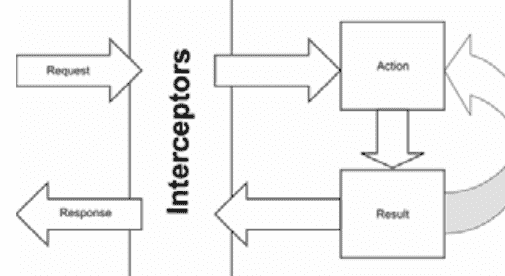 Request
Interceptors
Action
Response
Result